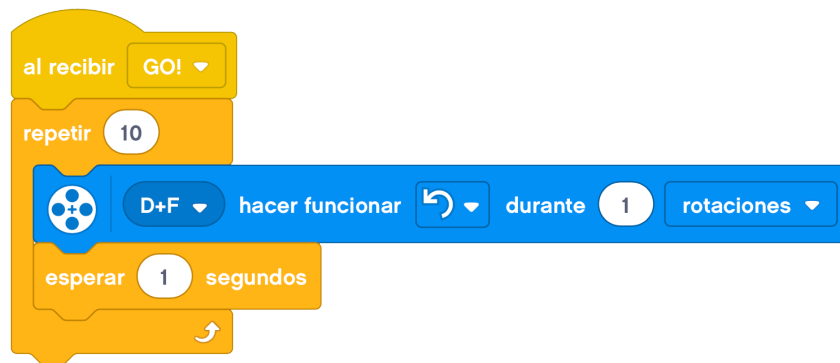 al recibir GO!
repetir 10
D+F hacer funcionar durante 1 rotaciones
esperar 1 segundos